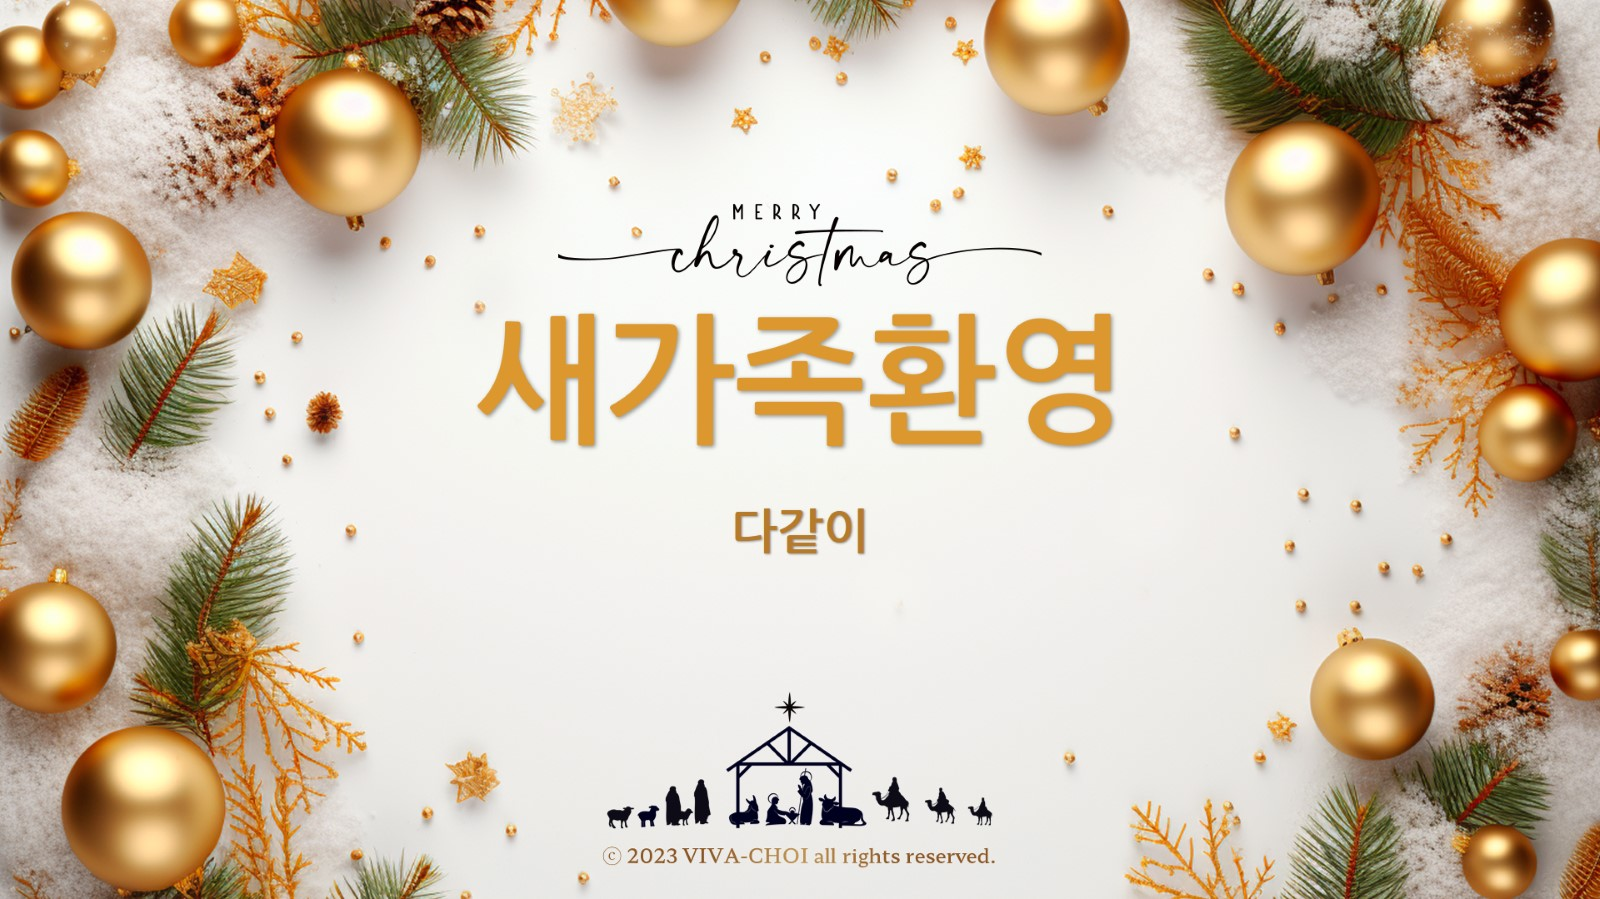 MERRY
christmas
새가족환영
다같이
ⓒ 2023 VIVA-CHOI all rights reserved.